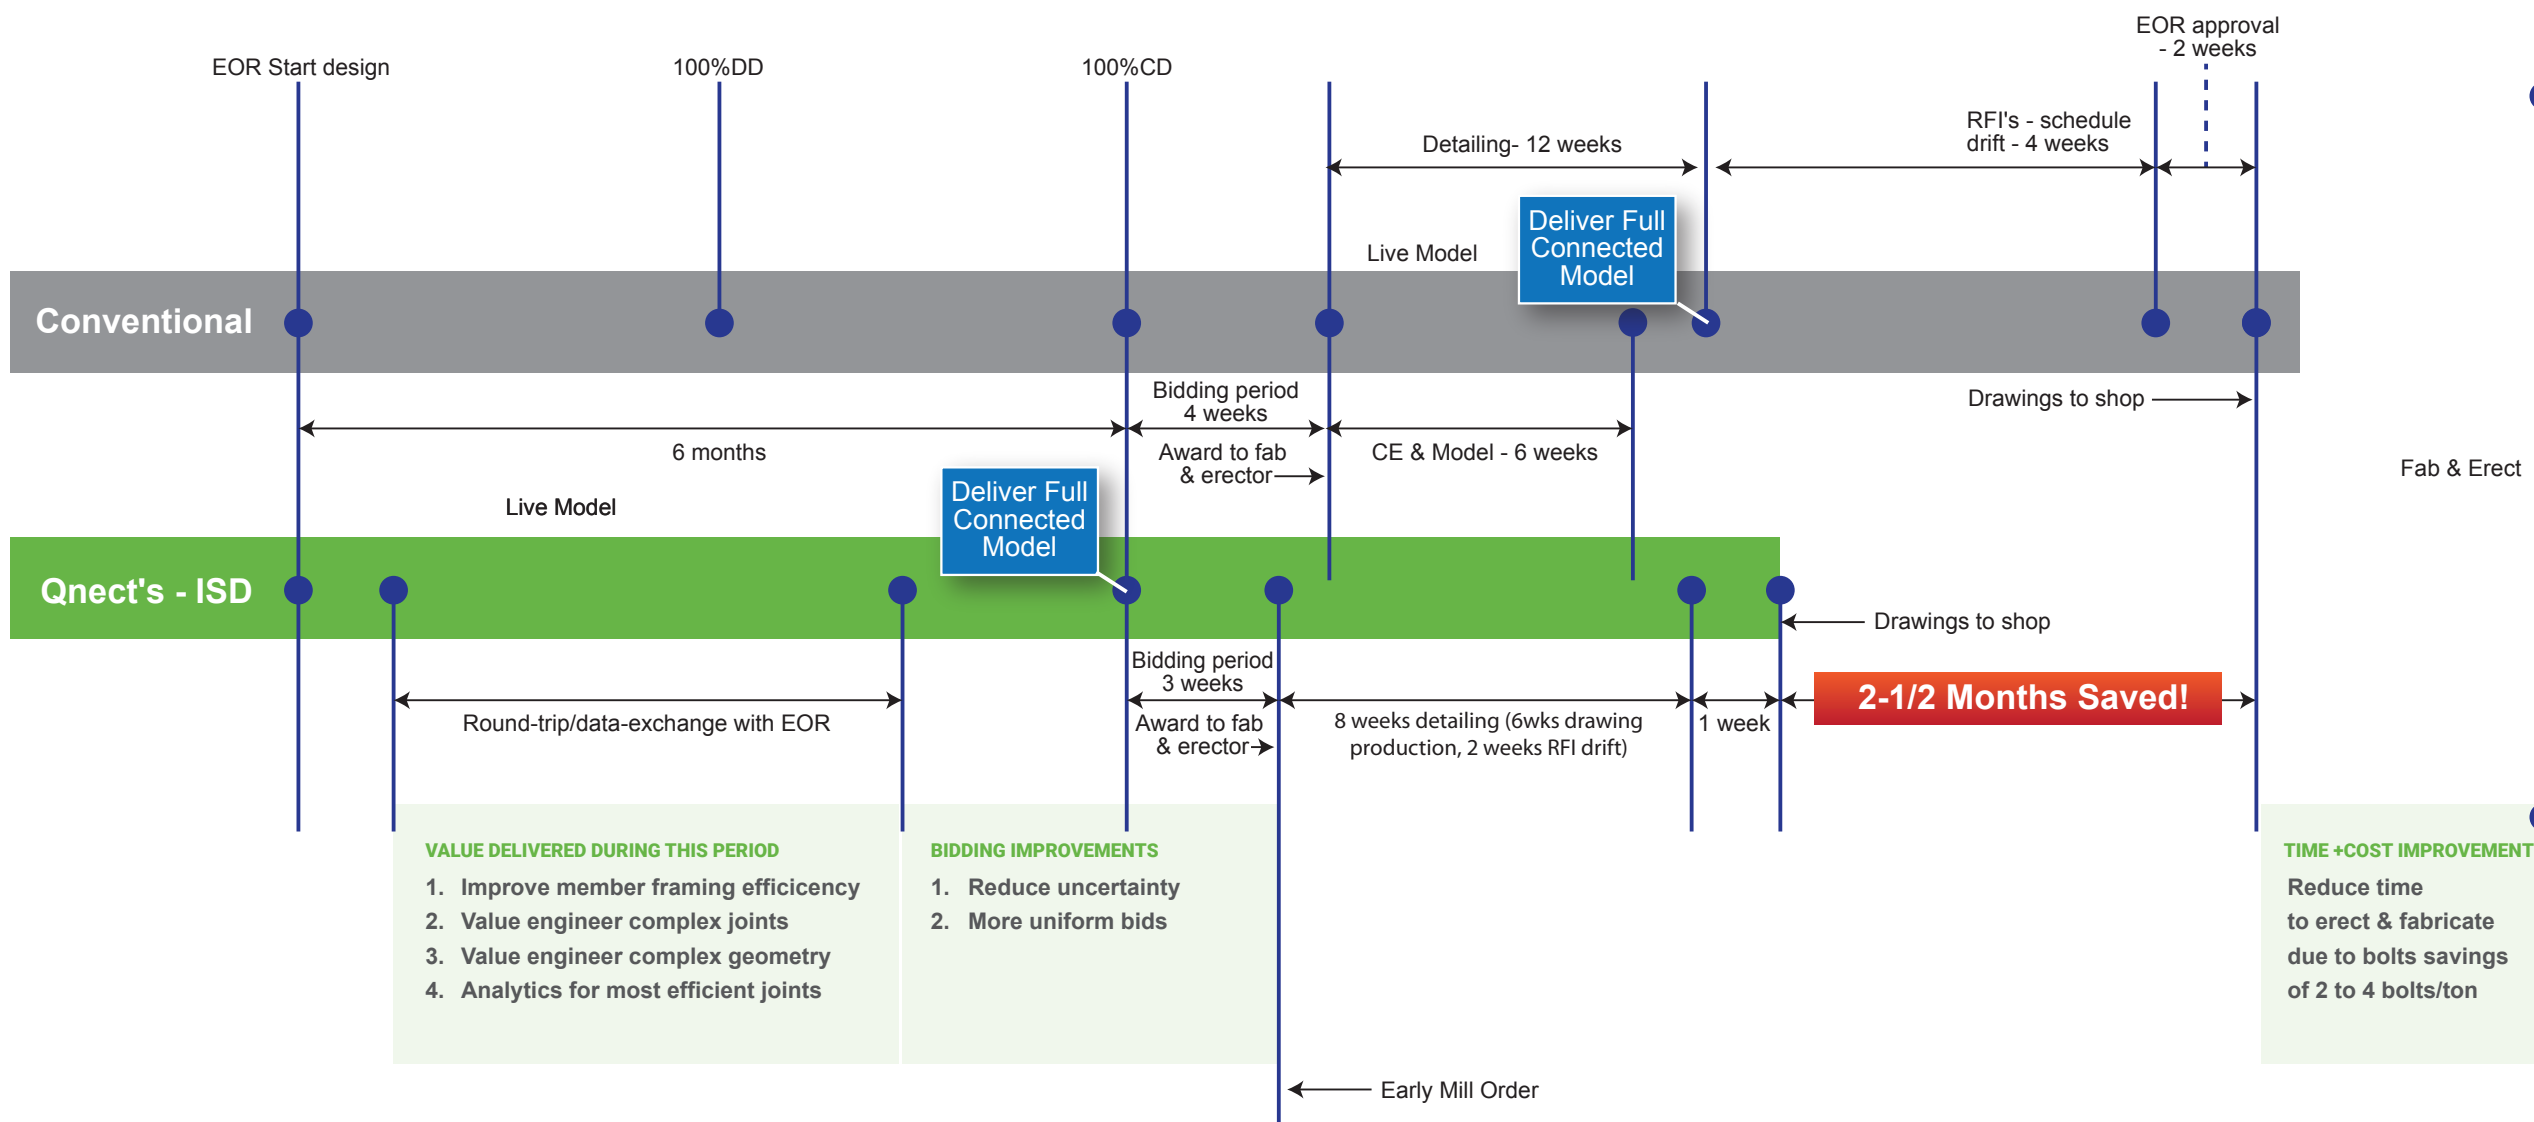 EOR approval
- 2 weeks
EOR Start design
100%DD
100%CD
RFI's - schedule
drift - 4 weeks
Detailing- 12 weeks
Deliver Full
Connected
Model
Live Model
Conventional
Bidding period
4 weeks
Drawings to shop
6 months
Award to fab
& erector
CE & Model - 6 weeks
Fab & Erect
Deliver Full
Connected
Model
Live Model
Qnect's - ISD
Drawings to shop
Bidding period
3 weeks
2-1/2 Months Saved!
Round-trip/data-exchange with EOR
Award to fab
& erector
8 weeks detailing (6wks drawing
production, 2 weeks RFI drift)
1 week
VALUE DELIVERED DURING THIS PERIOD
1. Improve member framing efficicency
2. Value engineer complex joints
3. Value engineer complex geometry
4. Analytics for most efficient joints
BIDDING IMPROVEMENTS
1. Reduce uncertainty
2. More uniform bids
TIME +COST IMPROVEMENT
Reduce time
to erect & fabricate
due to bolts savings
of 2 to 4 bolts/ton
Early Mill Order